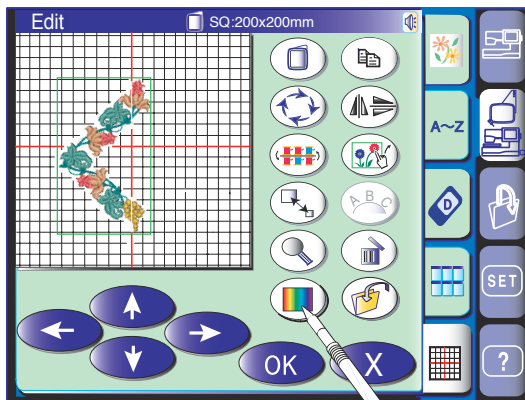 Edit
SQ:200x200mm
A~Z
A B C
D
SET
OK
X
?